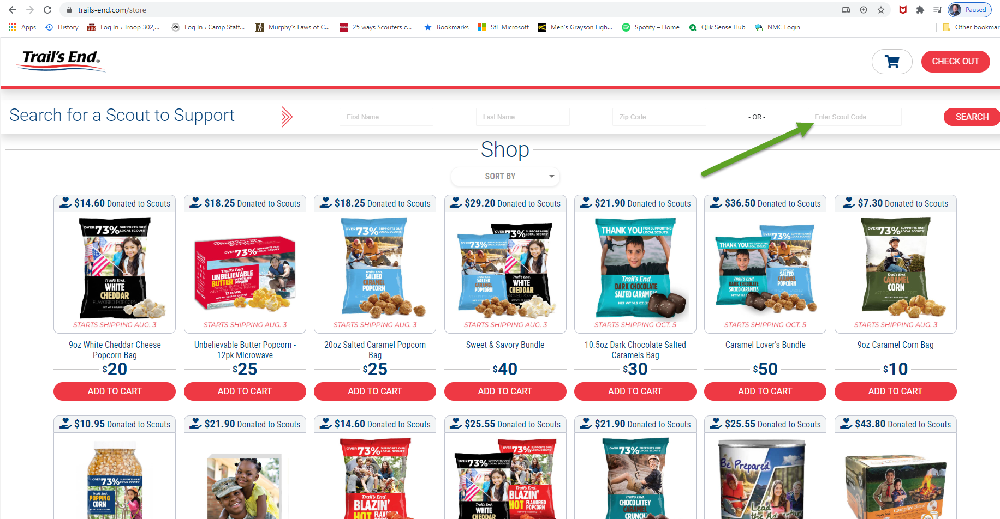 trails-end.com/store
Paused
Apps
History
Log In ‹ Troop 302,...
Log In ‹ Camp Staff...
Murphy's Laws of C...
25 ways Scouters c...
Bookmarks
StE Microsoft
Men's Grayson Ligh...
Spotify – Home
Qlik Sense Hub
NMC Login
Other bookmar
Trail's End®
CHECK OUT
Search for a Scout to Support
First Name
Last Name
Zip Code
- OR -
Enter Scout Code
SEARCH
Shop
SORT BY
$14.60 Donated to Scouts
$18.25 Donated to Scouts
$18.25 Donated to Scouts
$29.20 Donated to Scouts
$21.90 Donated to Scouts
$36.50 Donated to Scouts
$7.30 Donated to Scouts
OVER 73% SUPPORTS OUR LOCAL SCOUTS
Trail's End
WHITE
CHEDDAR
FLAVORED POPCORN
OVER 73% SUPPORTS OUR LOCAL SCOUTS
Trail's End
UNBELIEVABLE
BUTTER MICROWAVE POPCORN
12 BAGS
OVER 73% SUPPORTS OUR LOCAL SCOUTS
Trail's End
SALTED
CARAMEL
POPCORN
OVER 73% SUPPORTS OUR LOCAL SCOUTS
73%
Trail's End
SALTED
CARAMEL
POPCORN
Trail's End
WHITE
CHEDDAR
THANK YOU FOR SUPPORTING LOCAL SCOUTS.
Trail's End
DARK CHOCOLATE
SALTED CARAMELS
OVER 73% SUPPORTS OUR LOCAL SCOUTS
THANK YOU
Trail's End
DARK CHOCOLATE
SALTED CARAMELS
Trail's End
SALTED
CARAMEL
POPCORN
OVER 73% SUPPORTS OUR LOCAL SCOUTS
Trail's End
CARAMEL
CORN
STARTS SHIPPING AUG. 3
STARTS SHIPPING AUG. 3
STARTS SHIPPING AUG. 3
STARTS SHIPPING AUG. 3
STARTS SHIPPING OCT. 5
STARTS SHIPPING OCT. 5
STARTS SHIPPING AUG. 3
9oz White Cheddar Cheese
Popcorn Bag
Unbelievable Butter Popcorn -
12pk Microwave
20oz Salted Caramel Popcorn
Bag
Sweet & Savory Bundle
10.5oz Dark Chocolate Salted
Caramels Bag
Caramel Lover's Bundle
9oz Caramel Corn Bag
$20
$25
$25
$40
$30
$50
$10
ADD TO CART
ADD TO CART
ADD TO CART
ADD TO CART
ADD TO CART
ADD TO CART
ADD TO CART
$10.95 Donated to Scouts
$21.90 Donated to Scouts
$14.60 Donated to Scouts
$25.55 Donated to Scouts
$21.90 Donated to Scouts
$25.55 Donated to Scouts
$43.80 Donated to Scouts
OVER 73% SUPPORTS OUR LOCAL SCOUTS
Trail's End
POPPING
CORN
OVER 73% SUPPORTS OUR LOCAL SCOUTS
Trail's End
BLAZIN'
HOT
OVER 73% SUPPORTS OUR LOCAL SCOUTS
OVER 73%
Trail's End
WHITE
CHEDDAR
Trail's End
BLAZIN'
HOT FLAVORED POPCORN
OVER 73% SUPPORTS OUR LOCAL SCOUTS
Trail's End
CHOCOLATEY
CARAMEL
CRUNCH
Be Prepared
Lead
the Adventure
Trail's End
Campfire Blend